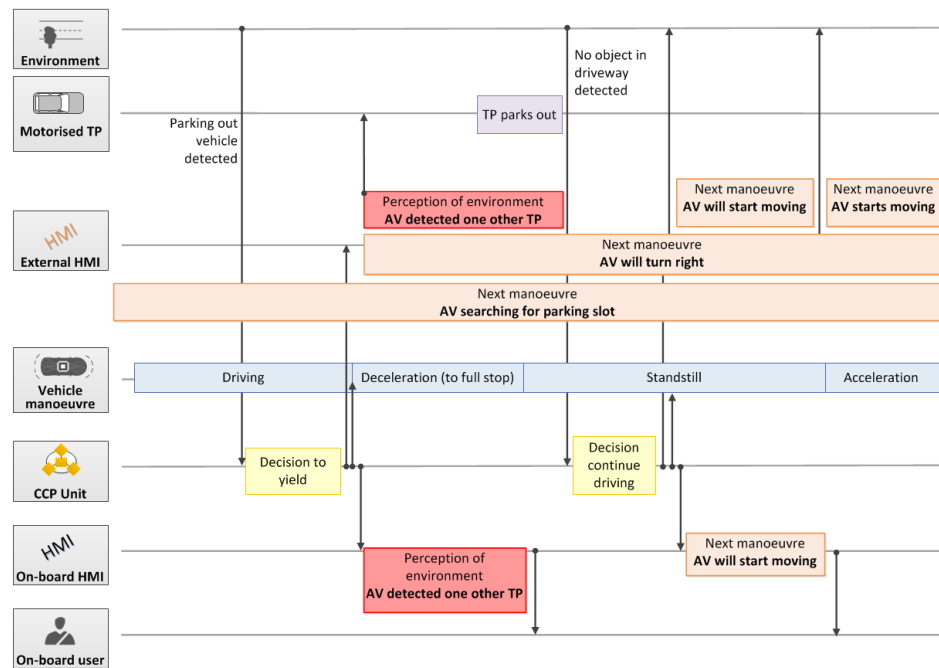 Environment
No object in
driveway
detected
Motorised TP
TP parks out
Parking out
vehicle
detected
Perception of environment
AV detected one other TP
Next manoeuvre
AV will start moving
Next manoeuvre
AV starts moving
HMI
External HMI
Next manoeuvre
AV will turn right
Next manoeuvre
AV searching for parking slot
Vehicle
manoeuvre
Driving
Deceleration (to full stop)
Standstill
Acceleration
CCP Unit
Decision to
yield
Decision
continue
driving
HMI
On-board HMI
Perception of
environment
AV detected one other TP
Next manoeuvre
AV will start moving
On-board user